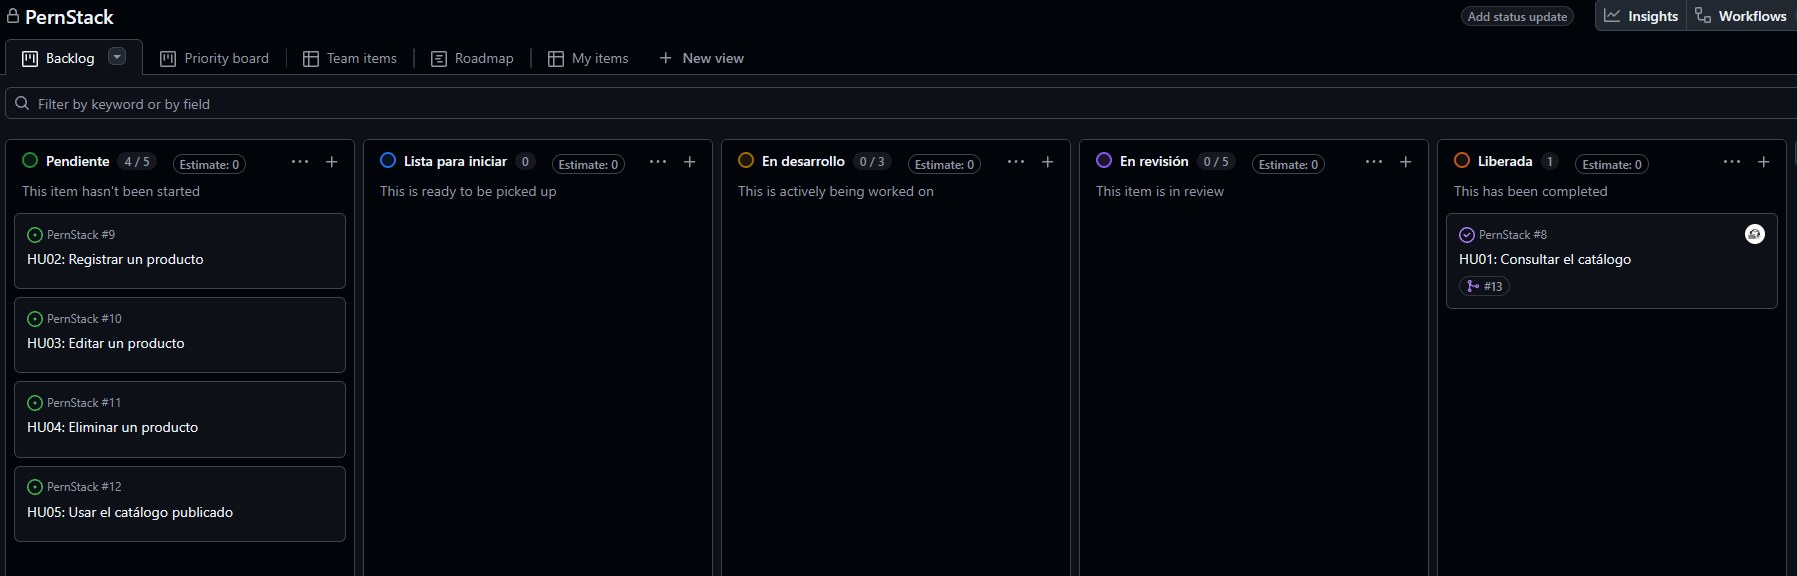 PernStack
Add status update
Insights
Workflows
Backlog
Priority board
Team items
Roadmap
My items
New view
Filter by keyword or by field
Pendiente 4 / 5 Estimate: 0
This item hasn't been started
PernStack #9
HU02: Registrar un producto
PernStack #10
HU03: Editar un producto
PernStack #11
HU04: Eliminar un producto
PernStack #12
HU05: Usar el catálogo publicado
Lista para iniciar 0 Estimate: 0
This is ready to be picked up
En desarrollo 0 / 3 Estimate: 0
This is actively being worked on
En revisión 0 / 5 Estimate: 0
This item is in review
Liberada 1 Estimate: 0
This has been completed
PernStack #8
HU01: Consultar el catálogo
#13